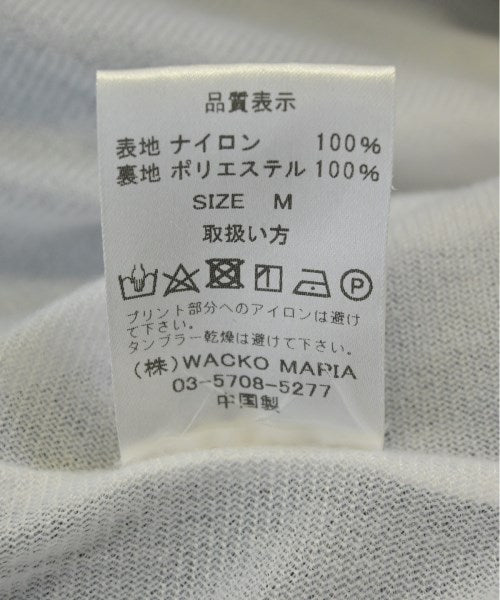 品質表示
表地 ナイロン 100%
裏地 ポリエステル 100%
SIZE M
取扱い方
P
プリント部分へのアイロンは避け
て下さい。
タンブラー乾燥は避けて下さい。
(株)WACKO MARIA
03-5708-5277
中国製